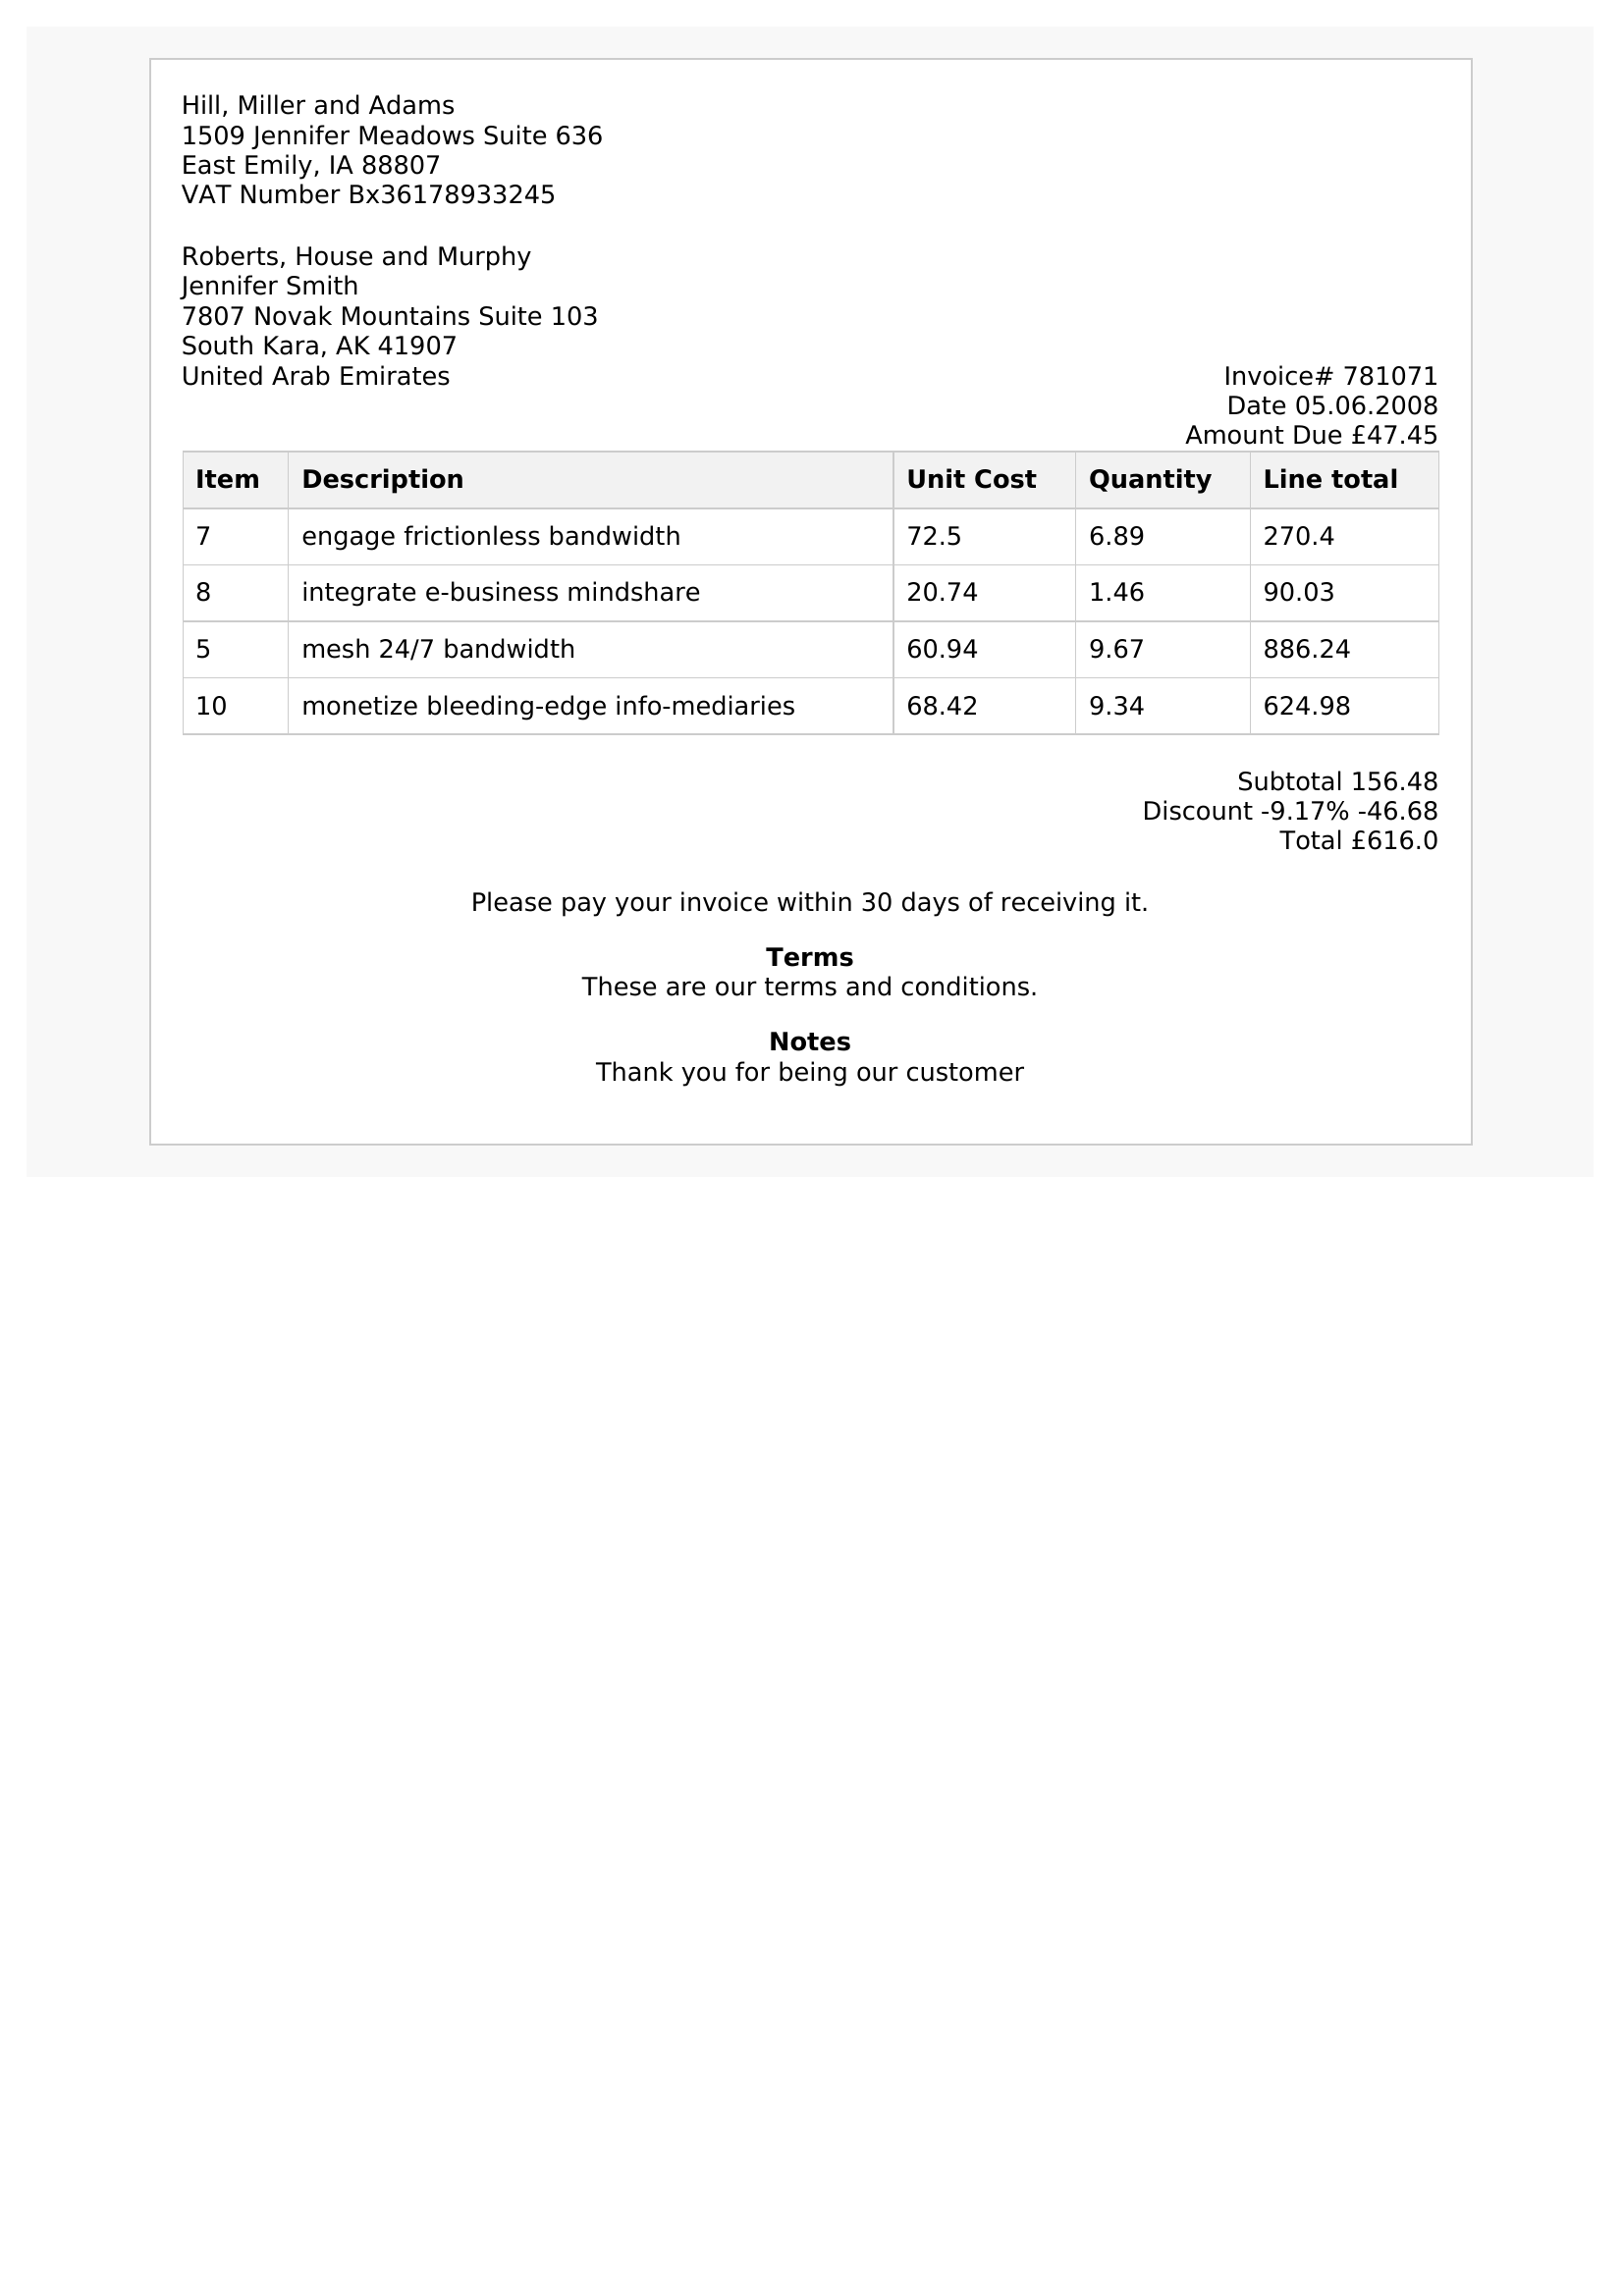 Hill, Miller and Adams
1509 Jennifer Meadows Suite 636
East Emily, IA 88807
VAT Number Bx36178933245
Roberts, House and Murphy
Jennifer Smith
7807 Novak Mountains Suite 103
South Kara, AK 41907
United Arab Emirates
Invoice# 781071
Date 05.06.2008
Amount Due £47.45
Item Description Unit Cost Quantity Line total
7 engage frictionless bandwidth 72.5 6.89 270.4
8 integrate e-business mindshare 20.74 1.46 90.03
5 mesh 24/7 bandwidth 60.94 9.67 886.24
10 monetize bleeding-edge info-mediaries 68.42 9.34 624.98
Subtotal 156.48
Discount -9.17% -46.68
Total £616.0
Please pay your invoice within 30 days of receiving it.
Terms
These are our terms and conditions.
Notes
Thank you for being our customer